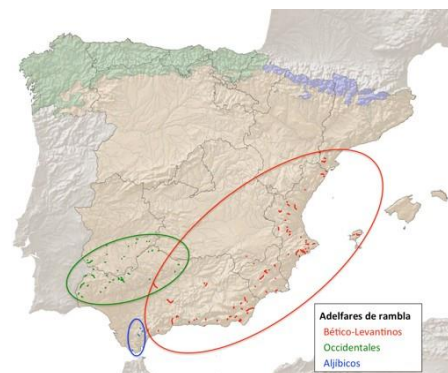 Adelfares de rambla
Bético-Levantinos
Occidentales
Aljíbicos